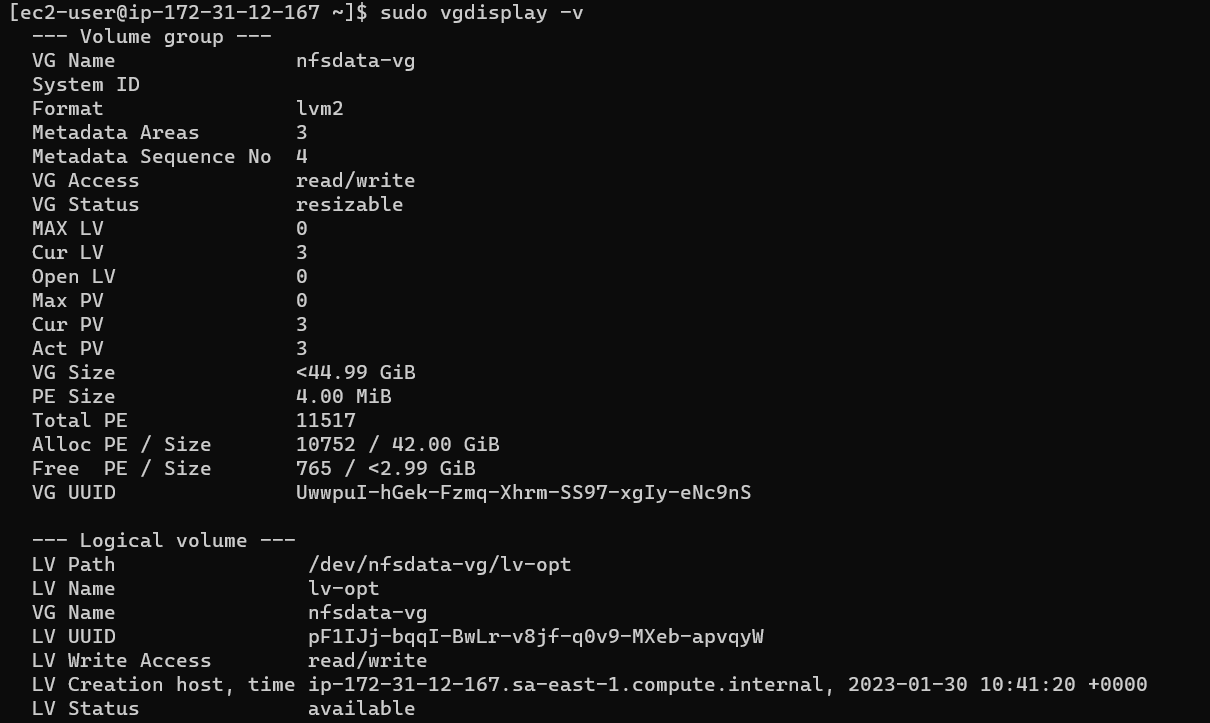 [ec2-user@ip-172-31-12-167 ~]$ sudo vgdisplay -v
--- Volume group ---
VG Name               nfsdata-vg
System ID
Format                lvm2
Metadata Areas        3
Metadata Sequence No  4
VG Access             read/write
VG Status             resizable
MAX LV                0
Cur LV                3
Open LV               0
Max PV                0
Cur PV                3
Act PV                3
VG Size               <44.99 GiB
PE Size               4.00 MiB
Total PE              11517
Alloc PE / Size       10752 / 42.00 GiB
Free  PE / Size       765 / <2.99 GiB
VG UUID               UwwpuI-hGek-Fzmq-Xhrm-SS97-xgIy-eNc9nS
--- Logical volume ---
LV Path                /dev/nfsdata-vg/lv-opt
LV Name                lv-opt
VG Name                nfsdata-vg
LV UUID                pF1IJj-bqqI-BwLr-v8jf-q0v9-MXeb-apvqyW
LV Write Access        read/write
LV Creation host, time ip-172-31-12-167.sa-east-1.compute.internal, 2023-01-30 10:41:20 +0000
LV Status              available